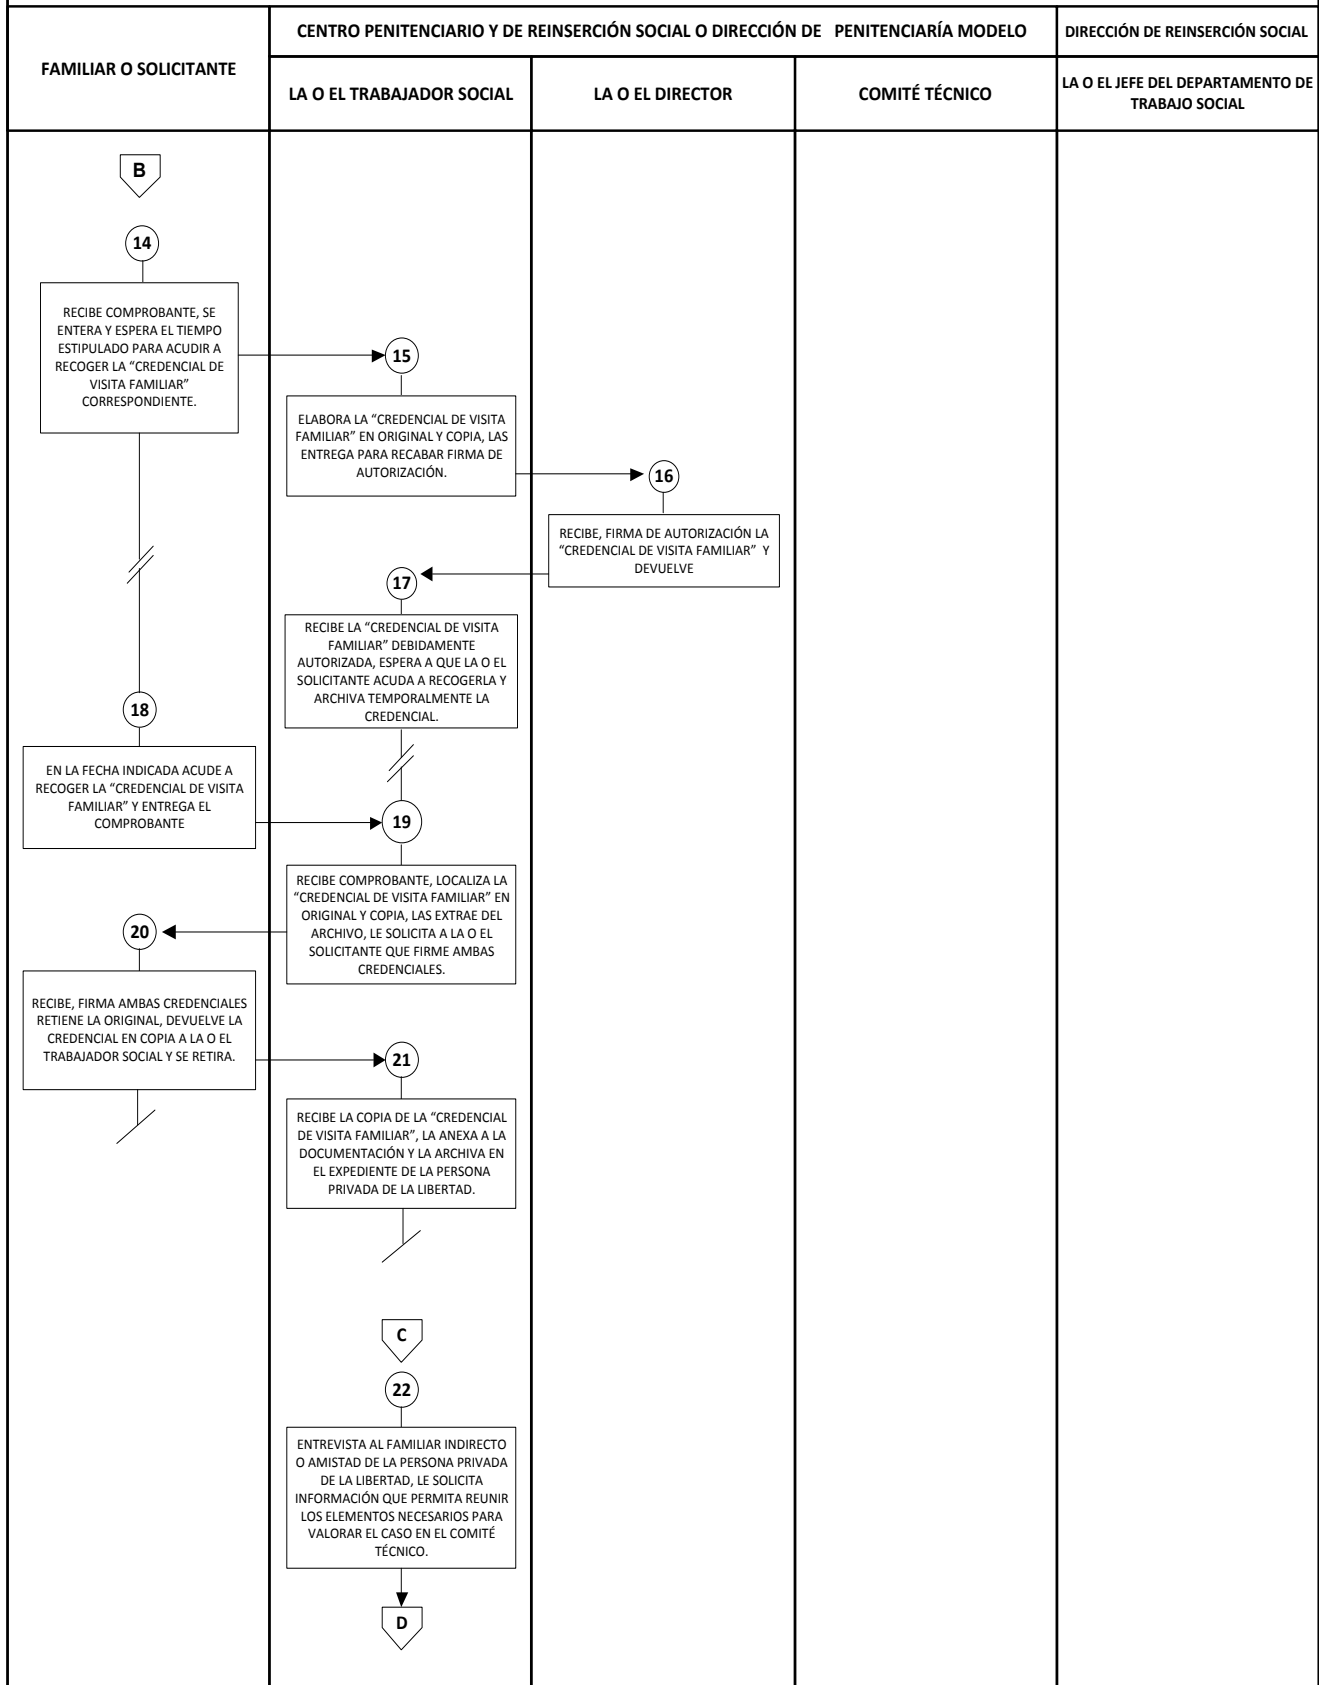 FAMILIAR O SOLICITANTE
CENTRO PENITENCIARIO Y DE REINSERCIÓN SOCIAL O DIRECCIÓN DE PENITENCIARÍA MODELO
DIRECCIÓN DE REINSERCIÓN SOCIAL
LA O EL TRABAJADOR SOCIAL
LA O EL DIRECTOR
COMITÉ TÉCNICO
LA O EL JEFE DEL DEPARTAMENTO DE
TRABAJO SOCIAL
B
14
RECIBE COMPROBANTE, SE
ENTERA Y ESPERA EL TIEMPO
ESTIPULADO PARA ACUDIR A
RECOGER LA “CREDENCIAL DE
VISITA FAMILIAR”
CORRESPONDIENTE.
15
ELABORA LA “CREDENCIAL DE VISITA
FAMILIAR” EN ORIGINAL Y COPIA, LAS
ENTREGA PARA RECABAR FIRMA DE
AUTORIZACIÓN.
16
RECIBE, FIRMA DE AUTORIZACIÓN LA
“CREDENCIAL DE VISITA FAMILIAR” Y
DEVUELVE
17
RECIBE LA “CREDENCIAL DE VISITA
FAMILIAR” DEBIDAMENTE
AUTORIZADA, ESPERA A QUE LA O EL
SOLICITANTE ACUDA A RECOGERLA Y
ARCHIVA TEMPORALMENTE LA
CREDENCIAL.
18
EN LA FECHA INDICADA ACUDE A
RECOGER LA “CREDENCIAL DE VISITA
FAMILIAR” Y ENTREGA EL
COMPROBANTE
19
RECIBE COMPROBANTE, LOCALIZA LA
“CREDENCIAL DE VISITA FAMILIAR” EN
ORIGINAL Y COPIA, LAS EXTRAE DEL
ARCHIVO, LE SOLICITA A LA O EL
SOLICITANTE QUE FIRME AMBAS
CREDENCIALES.
20
RECIBE, FIRMA AMBAS CREDENCIALES
RETIENE LA ORIGINAL, DEVUELVE LA
CREDENCIAL EN COPIA A LA O EL
TRABAJADOR SOCIAL Y SE RETIRA.
21
RECIBE LA COPIA DE LA “CREDENCIAL
DE VISITA FAMILIAR”, LA ANEXA A LA
DOCUMENTACIÓN Y LA ARCHIVA EN
EL EXPEDIENTE DE LA PERSONA
PRIVADA DE LA LIBERTAD.
C
22
ENTREVISTA AL FAMILIAR INDIRECTO
O AMISTAD DE LA PERSONA PRIVADA
DE LA LIBERTAD, LE SOLICITA
INFORMACIÓN QUE PERMITA REUNIR
LOS ELEMENTOS NECESARIOS PARA
VALORAR EL CASO EN EL COMITÉ
TÉCNICO.
D